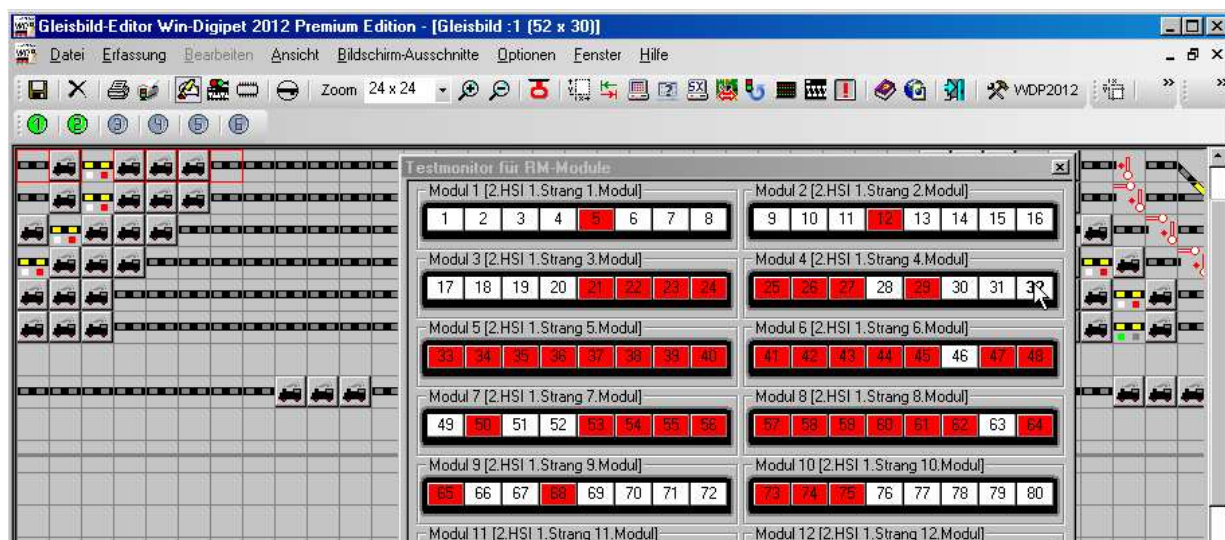 Gleisbild-Editor Win-Digipet 2012 Premium Edition - [Gleisbild :1 (52 x 30)]
Datei Erfassung Bearbeiten Ansicht Bildschirm-Ausschnitte Optionen Fenster Hilfe
Zoom 24 x 24 WDP2012
1 2 3 4 5 6
Testmonitor für RM-Module
Modul 1 [2.HSI 1.Strang 1.Modul] Modul 2 [2.HSI 1.Strang 2.Modul]
1 2 3 4 5 6 7 8 9 10 11 12 13 14 15 16
Modul 3 [2.HSI 1.Strang 3.Modul] Modul 4 [2.HSI 1.Strang 4.Modul]
17 18 19 20 21 22 23 24 25 26 27 28 29 30 31
Modul 5 [2.HSI 1.Strang 5.Modul] Modul 6 [2.HSI 1.Strang 6.Modul]
33 34 35 36 37 38 39 40 41 42 43 44 45 46 47 48
Modul 7 [2.HSI 1.Strang 7.Modul] Modul 8 [2.HSI 1.Strang 8.Modul]
49 50 51 52 53 54 55 56 57 58 59 60 61 62 63 64
Modul 9 [2.HSI 1.Strang 9.Modul] Modul 10 [2.HSI 1.Strang 10.Modul]
65 66 67 68 69 70 71 72 73 74 75 76 77 78 79 80
Modul 11 [2.HSI 1.Strang 11.Modul] Modul 12 [2.HSI 1.Strang 12.Modul]